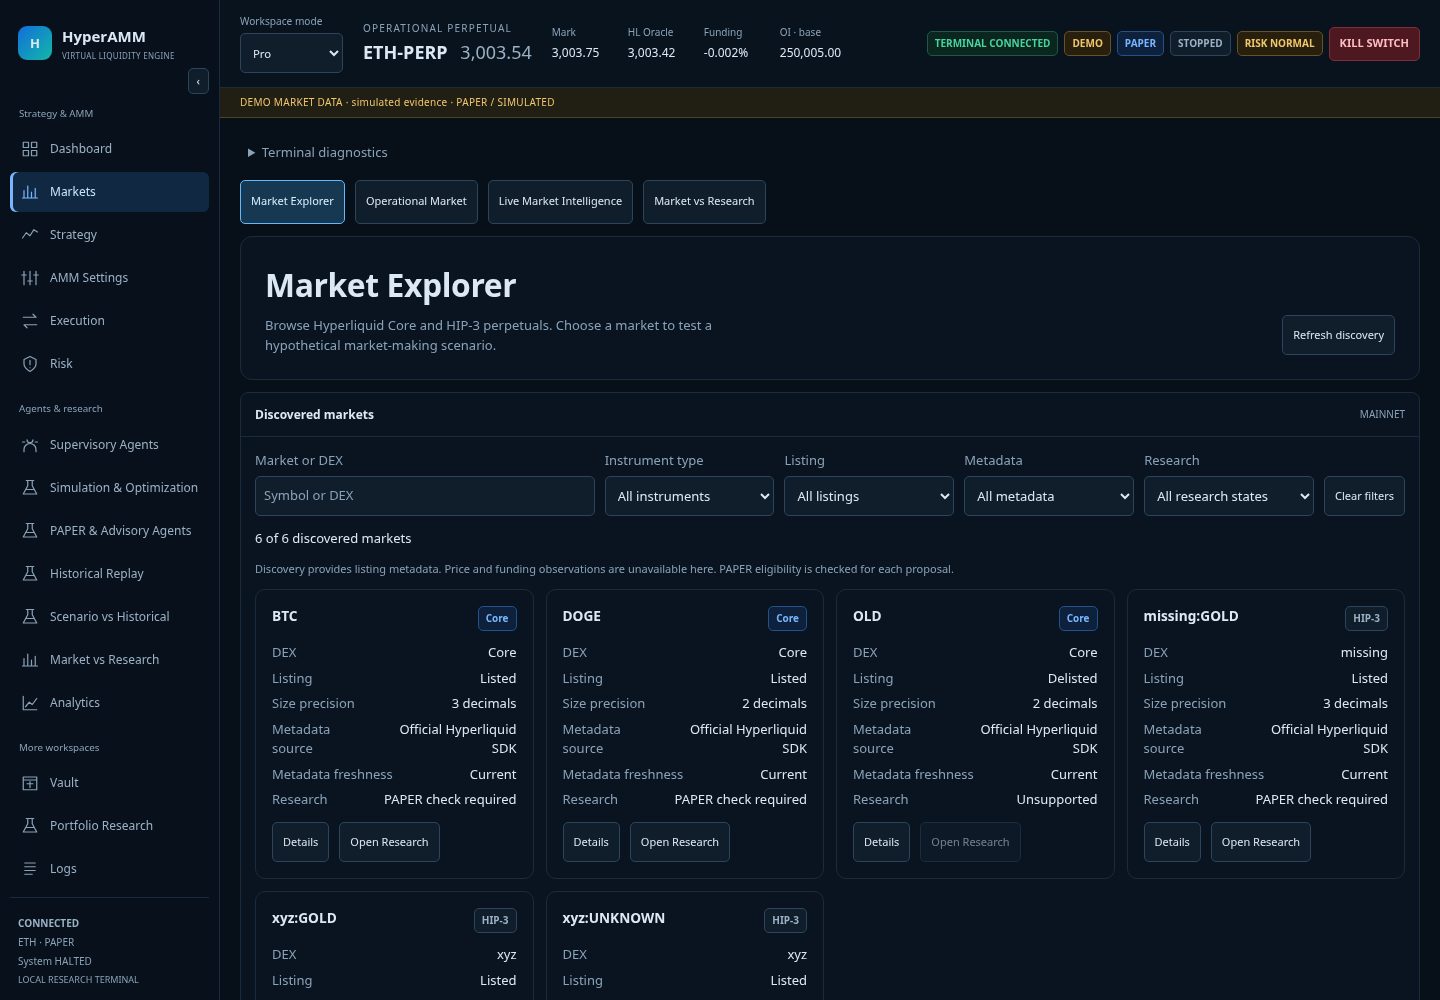 H
HyperAMM
VIRTUAL LIQUIDITY ENGINE
‹
Strategy & AMM
Dashboard
Markets
Strategy
AMM Settings
Execution
Risk
Agents & research
Supervisory Agents
Simulation & Optimization
PAPER & Advisory Agents
Historical Replay
Scenario vs Historical
Market vs Research
Analytics
More workspaces
Vault
Portfolio Research
Logs
CONNECTED
ETH · PAPER
System HALTED
LOCAL RESEARCH TERMINAL
Workspace mode
Pro
OPERATIONAL PERPETUAL
ETH-PERP 3,003.54
Mark
3,003.75
HL Oracle
3,003.42
Funding
-0.002%
OI · base
250,005.00
TERMINAL CONNECTED
DEMO
PAPER
STOPPED
RISK NORMAL
KILL SWITCH
DEMO MARKET DATA · simulated evidence · PAPER / SIMULATED
Terminal diagnostics
Market Explorer
Operational Market
Live Market Intelligence
Market vs Research
Market Explorer
Browse Hyperliquid Core and HIP-3 perpetuals. Choose a market to test a
hypothetical market-making scenario.
Refresh discovery
Discovered markets
MAINNET
Market or DEX
Symbol or DEX
Instrument type
All instruments
Listing
All listings
Metadata
All metadata
Research
All research states
Clear filters
6 of 6 discovered markets
Discovery provides listing metadata. Price and funding observations are unavailable here. PAPER eligibility is checked for each proposal.
BTC
Core
DEX Core
Listing Listed
Size precision 3 decimals
Metadata Official Hyperliquid
source SDK
Metadata freshness Current
Research PAPER check required
Details
Open Research
DOGE
Core
DEX Core
Listing Listed
Size precision 2 decimals
Metadata Official Hyperliquid
source SDK
Metadata freshness Current
Research PAPER check required
Details
Open Research
OLD
Core
DEX Core
Listing Delisted
Size precision 2 decimals
Metadata Official Hyperliquid
source SDK
Metadata freshness Current
Research Unsupported
Details
Open Research
missing:GOLD
HIP-3
DEX missing
Listing Listed
Size precision 3 decimals
Metadata Official Hyperliquid
source SDK
Metadata freshness Current
Research PAPER check required
Details
Open Research
xyz:GOLD
HIP-3
DEX xyz
Listing Listed
xyz:UNKNOWN
HIP-3
DEX xyz
Listing Listed